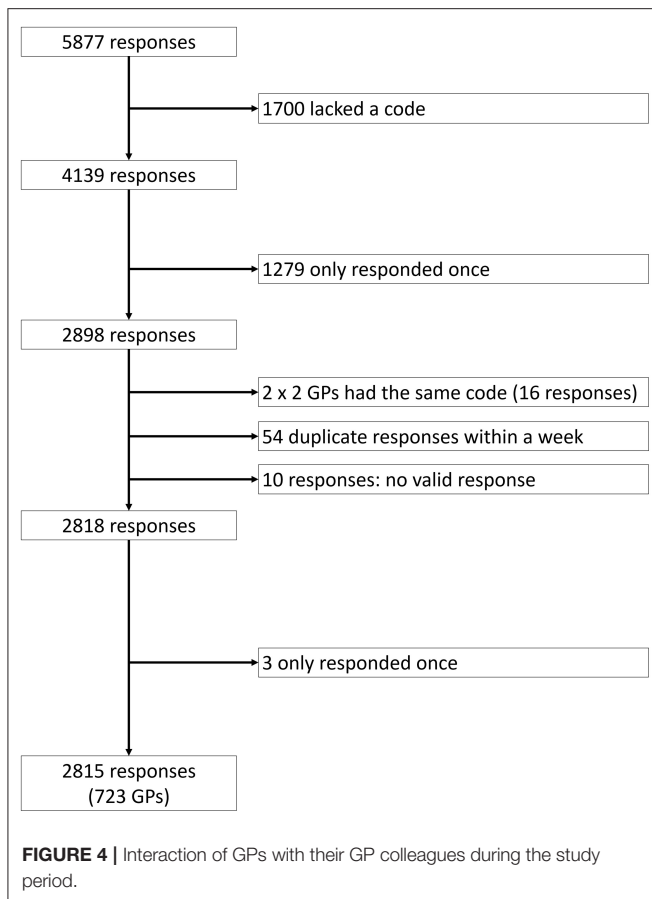 5877 responses
1700 lacked a code
4139 responses
1279 only responded once
2898 responses
2 x 2 GPs had the same code (16 responses)
54 duplicate responses within a week
10 responses: no valid response
2818 responses
3 only responded once
2815 responses
(723 GPs)
FIGURE 4 | Interaction of GPs with their GP colleagues during the study
period.